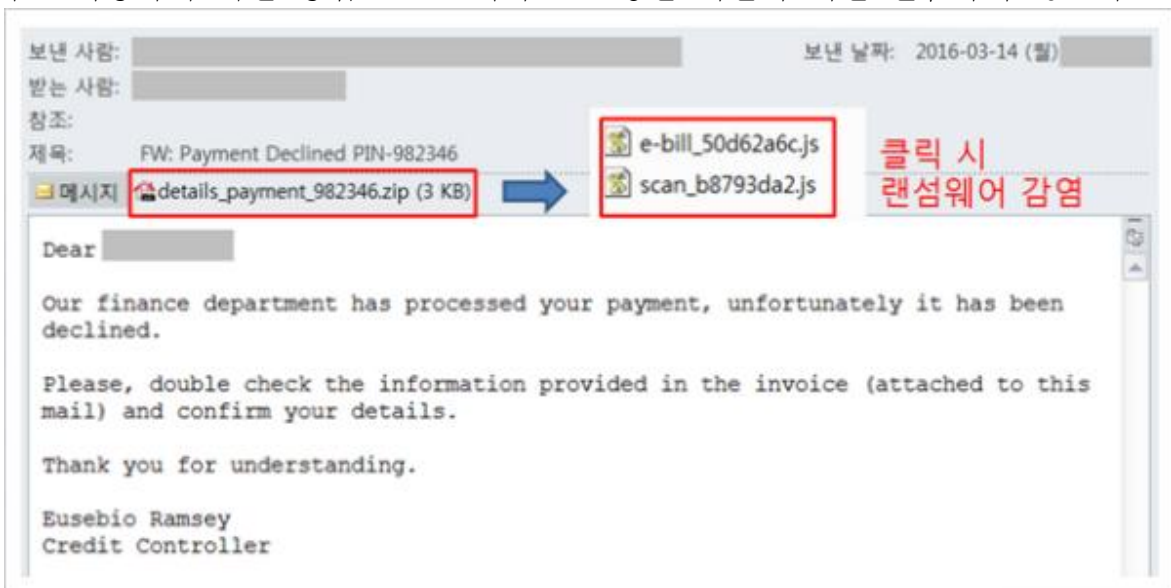 보낸 사람:
보낸 날짜: 2016-03-14 (월)
받는 사람:
참조:
제목: FW: Payment Declined PIN-982346
메시지 details_payment_982346.zip (3 KB)
e-bill_50d62a6c.js
scan_b8793da2.js
클릭 시
랜섬웨어 감염
Dear
Our finance department has processed your payment, unfortunately it has been
declined.
Please, double check the information provided in the invoice (attached to this
mail) and confirm your details.
Thank you for understanding.
Eusebio Ramsey
Credit Controller